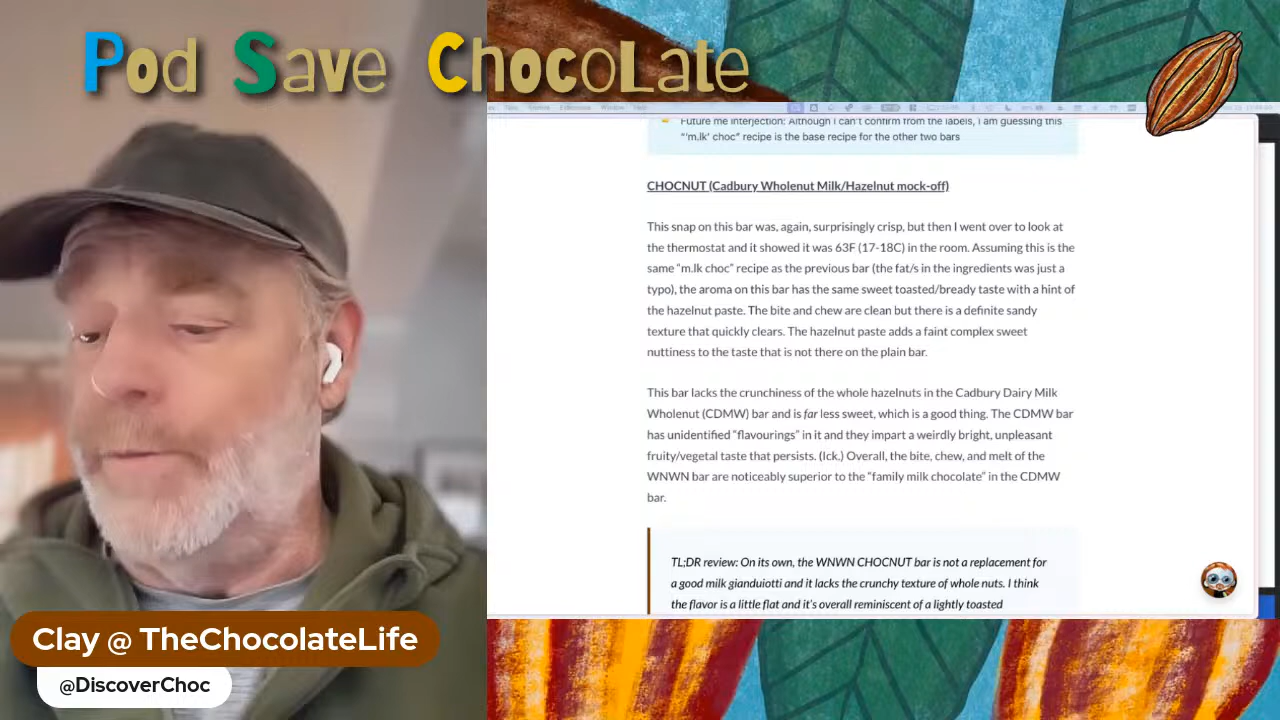 Pod Save Chocolate
Future me interjection: Although I can't confirm from the labels, I am guessing this
"'m.lk' choc" recipe is the base recipe for the other two bars
CHOCNUT (Cadbury Wholenut Milk/Hazelnut mock-off)
This snap on this bar was, again, surprisingly crisp, but then I went over to look at
the thermostat and it showed it was 63F (17-18C) in the room. Assuming this is the
same "m.lk choc" recipe as the previous bar (the fat/s in the ingredients was just a
typo), the aroma on this bar has the same sweet toasted/bready taste with a hint of
the hazelnut paste. The bite and chew are clean but there is a definite sandy
texture that quickly clears. The hazelnut paste adds a faint complex sweet
nuttiness to the taste that is not there on the plain bar.
This bar lacks the crunchiness of the whole hazelnuts in the Cadbury Dairy Milk
Wholenut (CDMW) bar and is far less sweet, which is a good thing. The CDMW bar
has unidentified "flavourings" in it and they impart a weirdly bright, unpleasant
fruity/vegetal taste that persists. (Ick.) Overall, the bite, chew, and melt of the
WNWN bar are noticeably superior to the "family milk chocolate" in the CDMW
bar.
TL;DR review: On its own, the WNWN CHOCNUT bar is not a replacement for
a good milk gianduiotti and it lacks the crunchy texture of whole nuts. I think
the flavor is a little flat and it's overall reminiscent of a lightly toasted
Clay @ TheChocolateLife
@DiscoverChoc